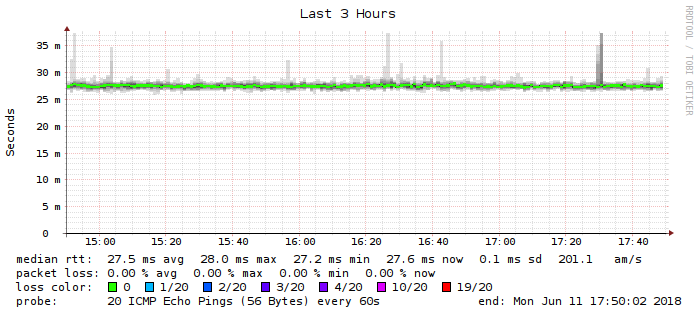 Last 3 Hours
RRDTOOL / TOBI OETIKER
Seconds
35 m
30 m
25 m
20 m
15 m
10 m
5 m
0
15:00 15:20 15:40 16:00 16:20 16:40 17:00 17:20 17:40
median rtt: 27.5 ms avg 28.0 ms max 27.2 ms min 27.6 ms now 0.1 ms sd 201.1 am/s
packet loss: 0.00 % avg 0.00 % max 0.00 % min 0.00 % now
loss color: 0 1/20 2/20 3/20 4/20 10/20 19/20
probe: 20 ICMP Echo Pings (56 Bytes) every 60s end: Mon Jun 11 17:50:02 2018